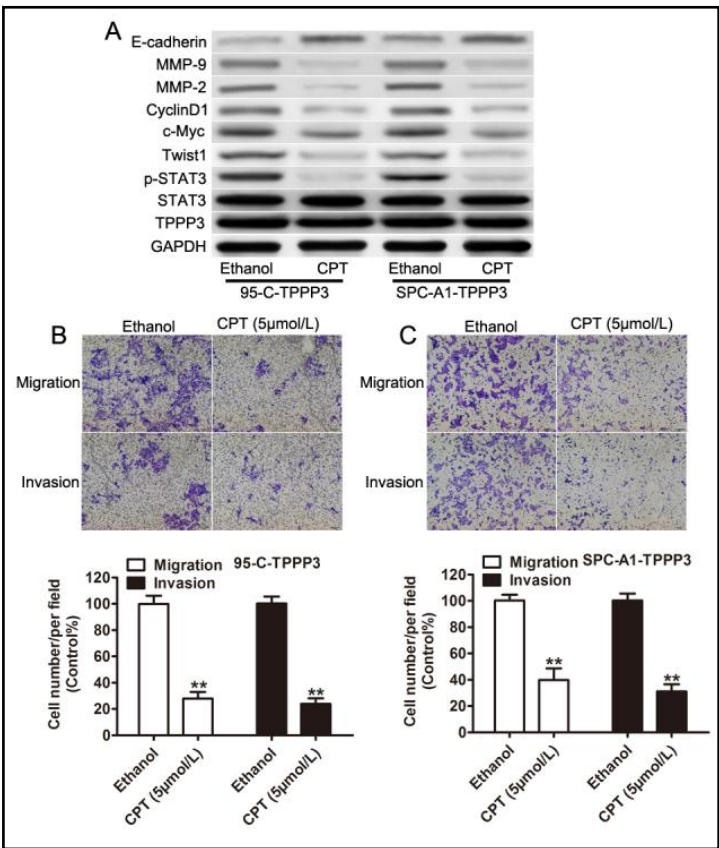 A
E-cadherin
MMP-9
MMP-2
CyclinD1
c-Myc
Twist1
p-STAT3
STAT3
TPPP3
GAPDH
Ethanol CPT Ethanol CPT
95-C-TPPP3 SPC-A1-TPPP3
B
Ethanol CPT (5μmol/L)
Migration
Invasion
Migration 95-C-TPPP3
Invasion
Cell number/per field
(Control%)
120
100
80
60
40
20
0
** **
Ethanol
CPT (5μmol/L)
Ethanol
CPT (5μmol/L)
C
Ethanol CPT (5μmol/L)
Migration
Invasion
Migration SPC-A1-TPPP3
Invasion
Cell number/per field
(Control%)
120
100
80
60
40
20
0
** **
Ethanol
CPT (5μmol/L)
Ethanol
CPT (5μmol/L)